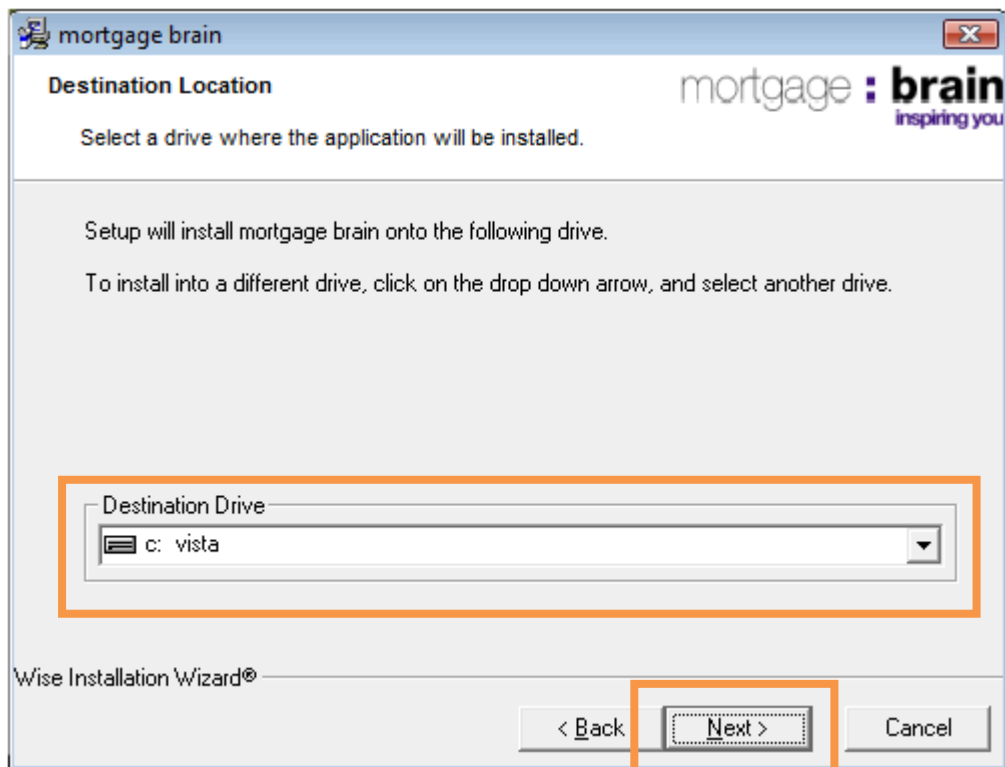 mortgage brain
Destination Location
mortgage : brain
inspiring you
Select a drive where the application will be installed.
Setup will install mortgage brain onto the following drive.
To install into a different drive, click on the drop down arrow, and select another drive.
Destination Drive
c: vista
Wise Installation Wizard®
< Back
Next >
Cancel